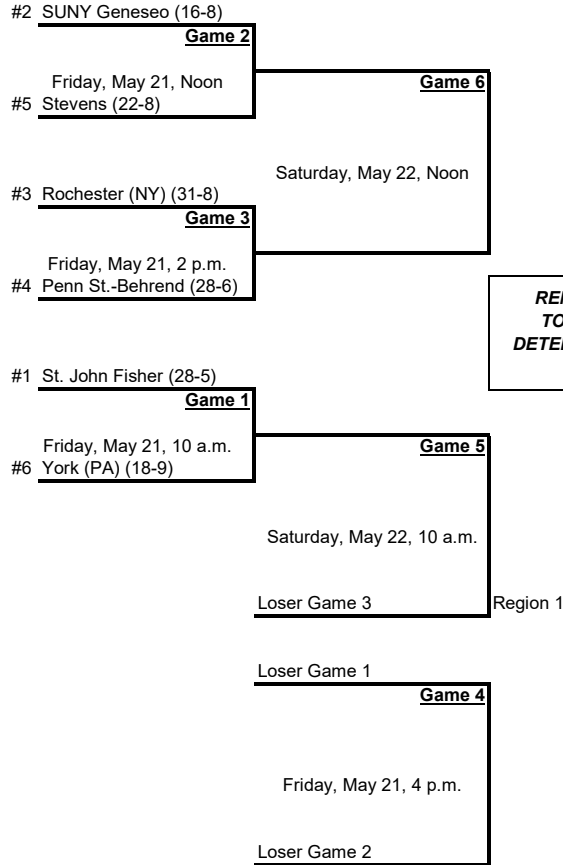 #2 SUNY Geneseo (16-8)
Game 2
Friday, May 21, Noon
#5 Stevens (22-8)
Game 6
Saturday, May 22, Noon
#3 Rochester (NY) (31-8)
Game 3
Friday, May 21, 2 p.m.
#4 Penn St.-Behrend (28-6)
TO
#1 St. John Fisher (28-5)
Game 1
Friday, May 21, 10 a.m.
#6 York (PA) (18-9)
Game 5
Saturday, May 22, 10 a.m.
Loser Game 3
Region 1
Loser Game 1
Game 4
Friday, May 21, 4 p.m.
Loser Game 2